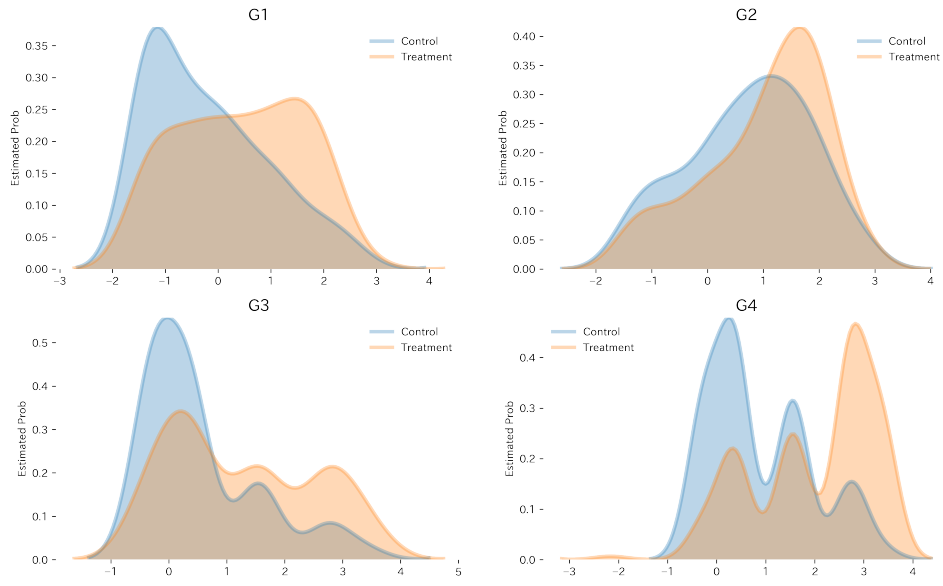 G1
Control
Treatment
Estimated Prob
0.35
0.30
0.25
0.20
0.15
0.10
0.05
0.00
−3 −2 −1 0 1 2 3 4
G2
Control
Treatment
Estimated Prob
0.40
0.35
0.30
0.25
0.20
0.15
0.10
0.05
0.00
−2 −1 0 1 2 3 4
G3
Control
Treatment
Estimated Prob
0.5
0.4
0.3
0.2
0.1
0.0
−1 0 1 2 3 4 5
G4
Control
Treatment
Estimated Prob
0.4
0.3
0.2
0.1
0.0
−3 −2 −1 0 1 2 3 4